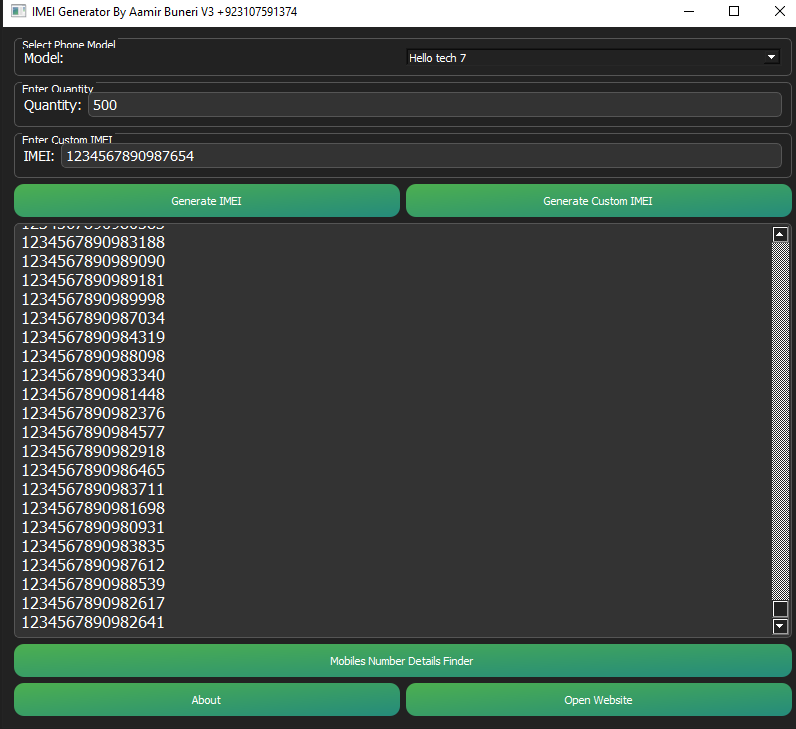 IMEI Generator By Aamir Buneri V3 +923107591374
Select Phone Model
Model: Hello tech 7
Enter Quantity
Quantity: 500
Enter Custom IMEI
IMEI: 1234567890987654
Generate IMEI Generate Custom IMEI
1234567890983188
1234567890989090
1234567890989181
1234567890989998
1234567890987034
1234567890984319
1234567890988098
1234567890983340
1234567890981448
1234567890982376
1234567890984577
1234567890982918
1234567890986465
1234567890983711
1234567890981698
1234567890980931
1234567890983835
1234567890987612
1234567890988539
1234567890982617
1234567890982641
Mobiles Number Details Finder
About Open Website